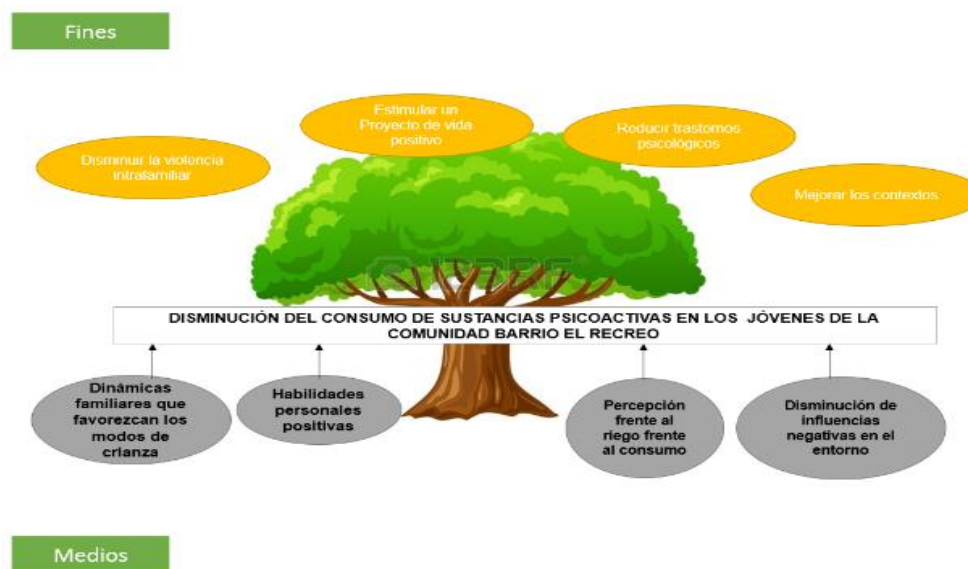 Fines
Estimular un
Proyecto de vida
positivo
Reducir trastornos
psicológicos
Disminuir la violencia
intrafamiliar
Mejorar los contextos
DISMINUCIÓN DEL CONSUMO DE SUSTANCIAS PSICOACTIVAS EN LOS JÓVENES DE LA
COMUNIDAD BARRIO EL RECREO
Dinámicas
familiares que
favorezcan los
modos de
crianza
Habilidades
personales
positivas
Percepción
frente al
riego frente
al consumo
Disminución de
influencias
negativas en el
entorno
Medios